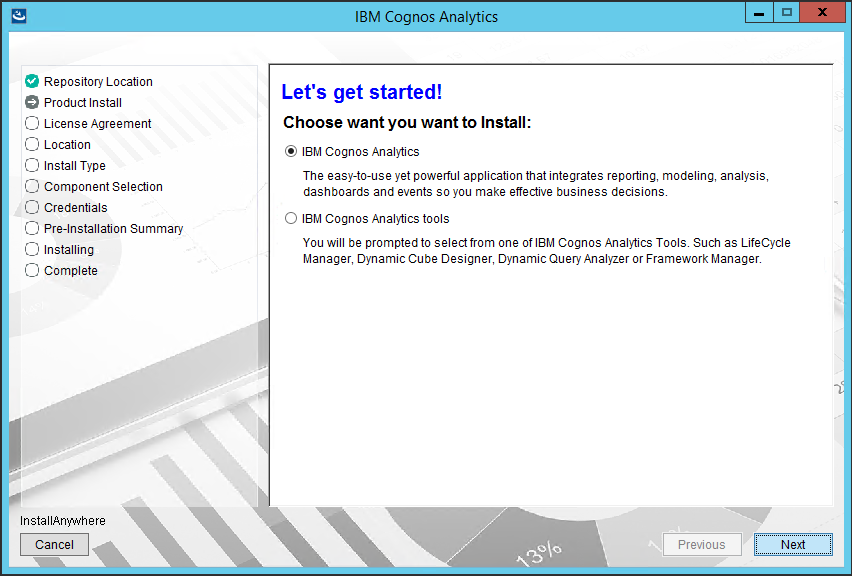 IBM Cognos Analytics
Repository Location
Product Install
License Agreement
Location
Install Type
Component Selection
Credentials
Pre-Installation Summary
Installing
Complete
Let's get started!
Choose want you want to Install:
IBM Cognos Analytics
The easy-to-use yet powerful application that integrates reporting, modeling, analysis,
dashboards and events so you make effective business decisions.
IBM Cognos Analytics tools
You will be prompted to select from one of IBM Cognos Analytics Tools. Such as LifeCycle
Manager, Dynamic Cube Designer, Dynamic Query Analyzer or Framework Manager.
InstallAnywhere
13%
Cancel
Previous
Next